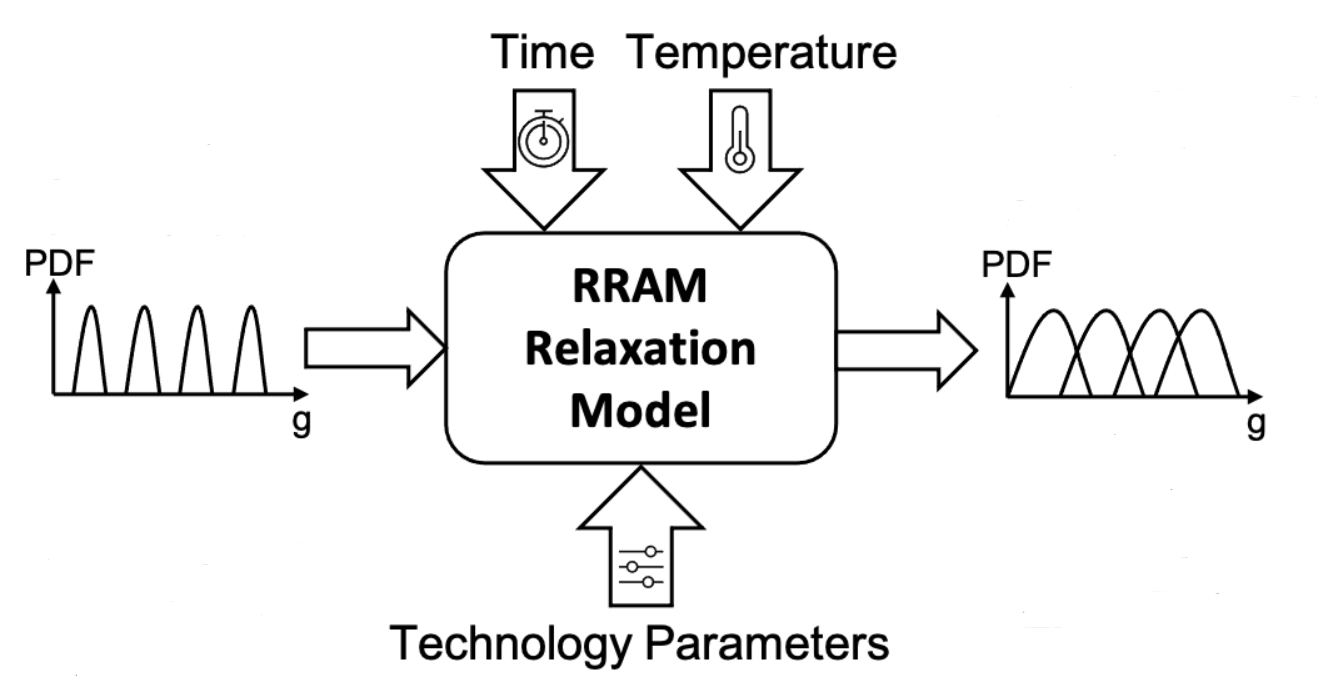 Time Temperature
PDF
g
RRAM
Relaxation
Model
PDF
g
Technology Parameters